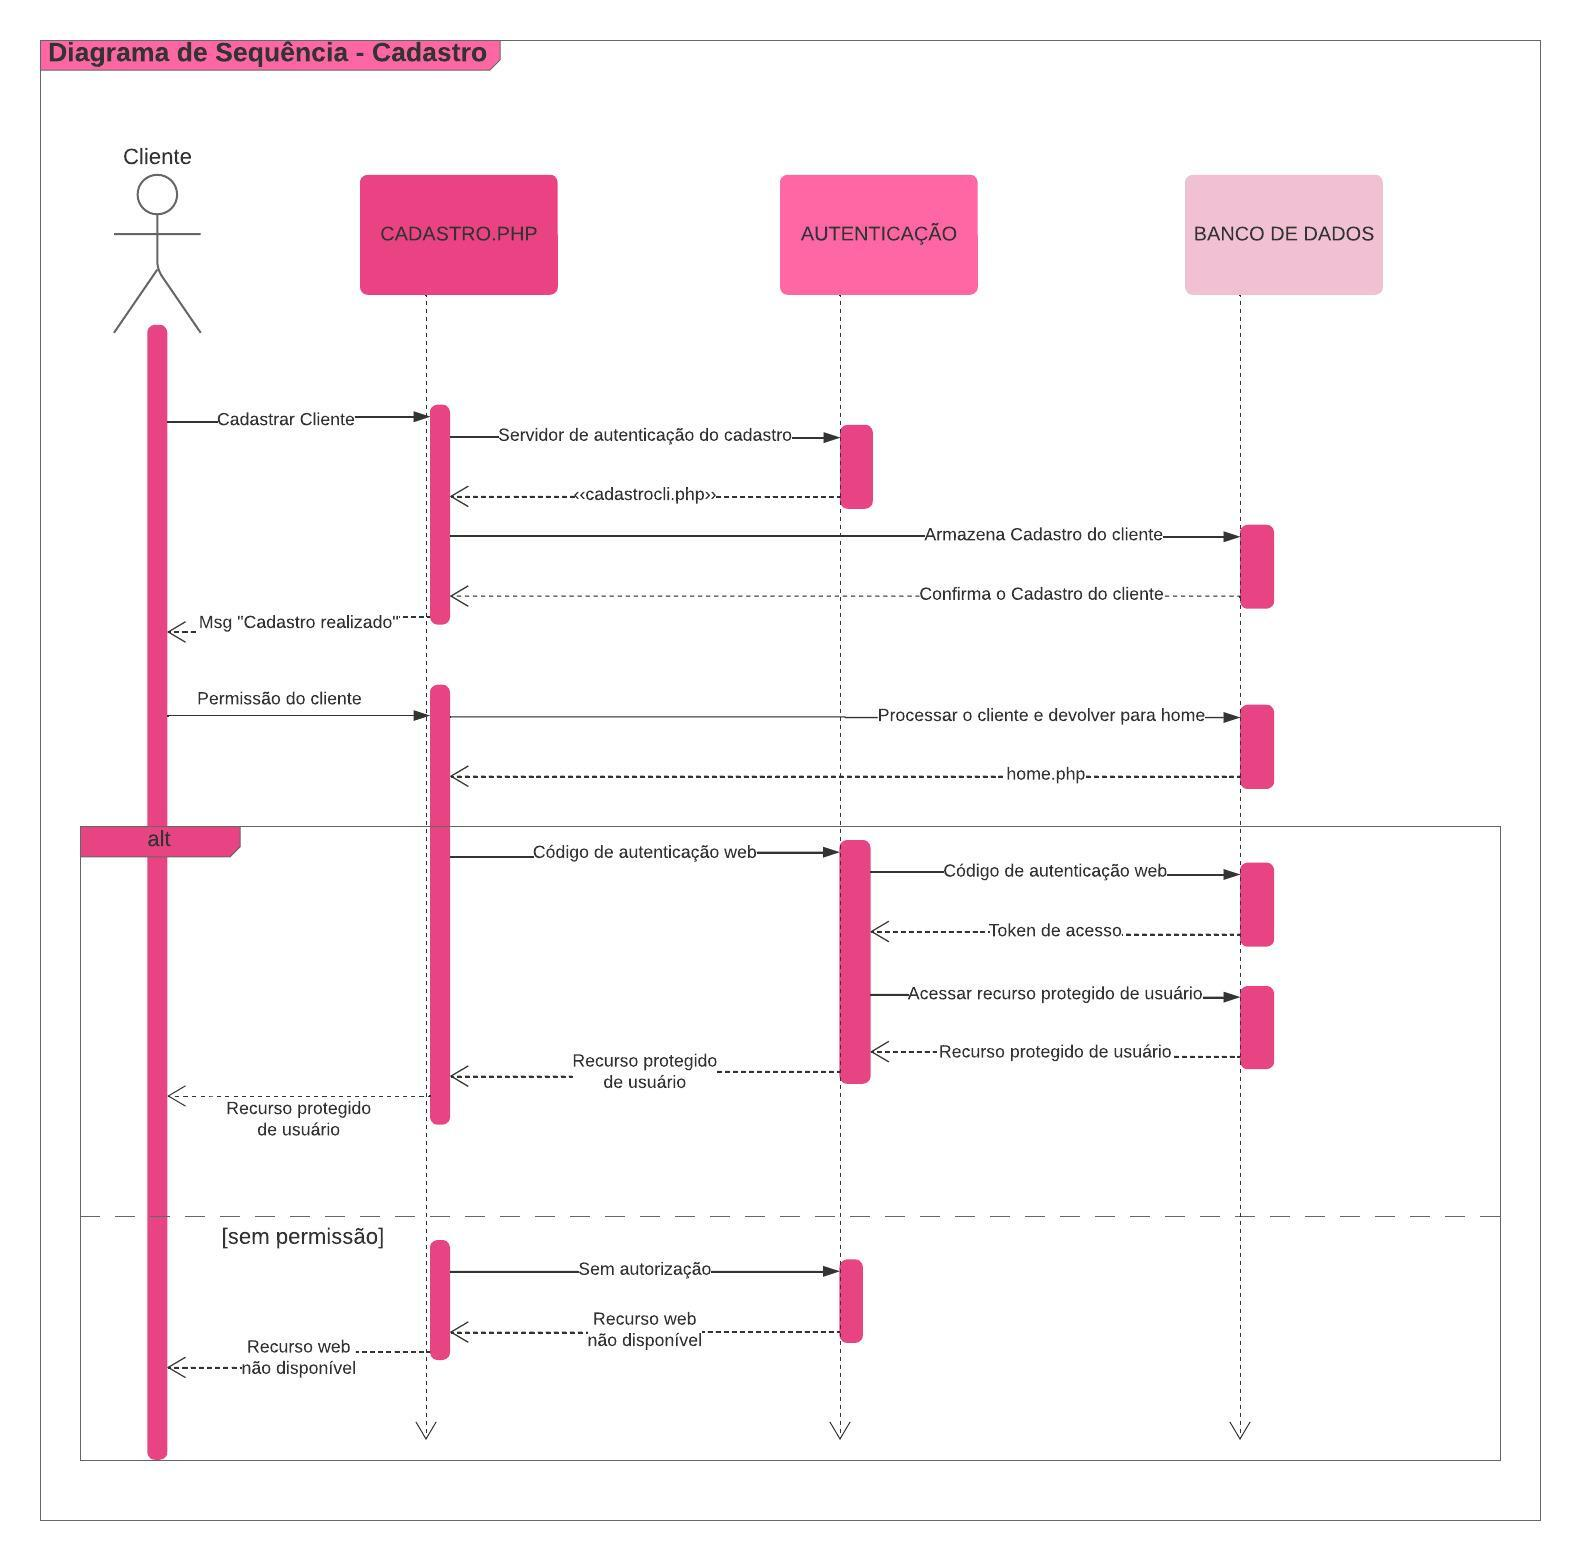 Diagrama de Sequência - Cadastro
Cliente
CADASTRO.PHP
AUTENTICAÇÃO
BANCO DE DADOS
Cadastrar Cliente
Servidor de autenticação do cadastro
‹‹cadastrocli.php››
Armazena Cadastro do cliente
Confirma o Cadastro do cliente
Msg "Cadastro realizado"
Permissão do cliente
Processar o cliente e devolver para home
home.php
alt
Código de autenticação web
Código de autenticação web
Token de acesso
Acessar recurso protegido de usuário
Recurso protegido de usuário
Recurso protegido
de usuário
Recurso protegido
de usuário
[sem permissão]
Sem autorização
Recurso web
não disponível
Recurso web
não disponível